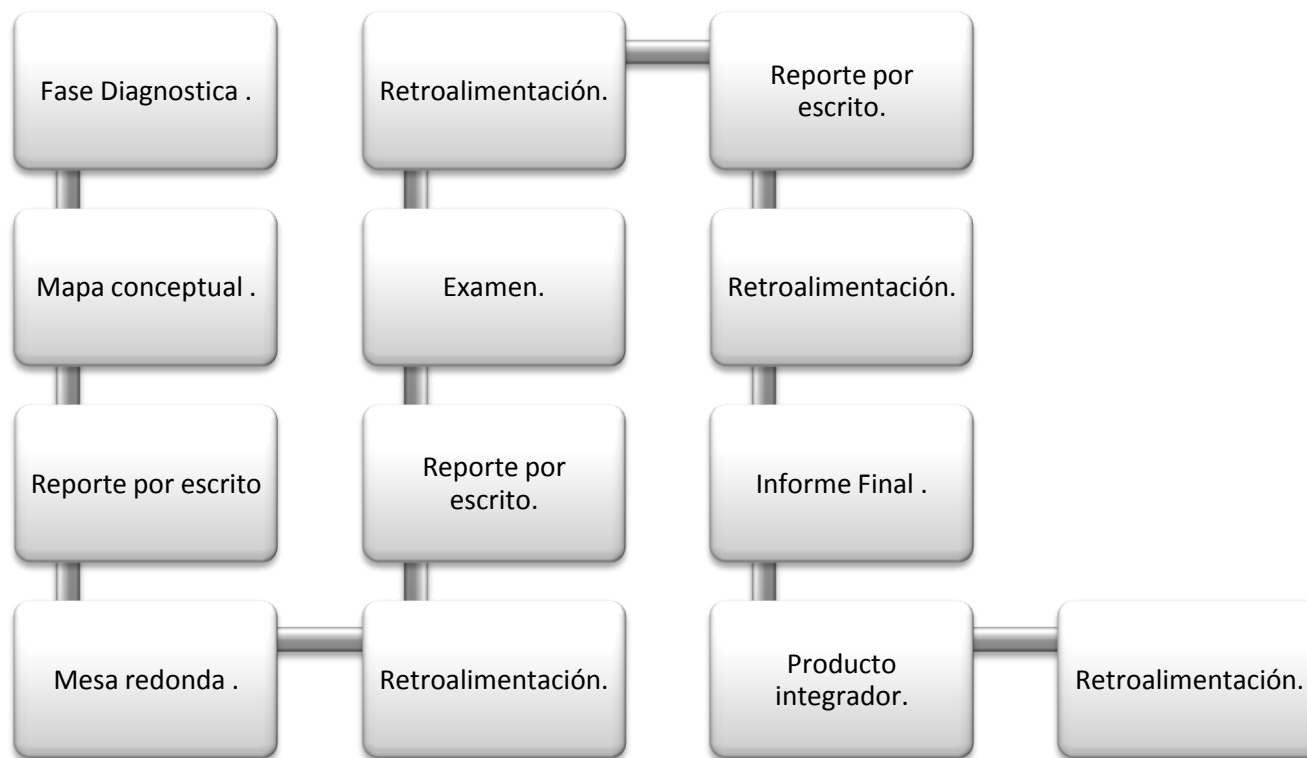 Fase Diagnostica .
Mapa conceptual .
Reporte por escrito
Mesa redonda .
Retroalimentación.
Reporte por
escrito.
Examen.
Retroalimentación.
Reporte por
escrito.
Retroalimentación.
Informe Final .
Producto
integrador.
Retroalimentación.